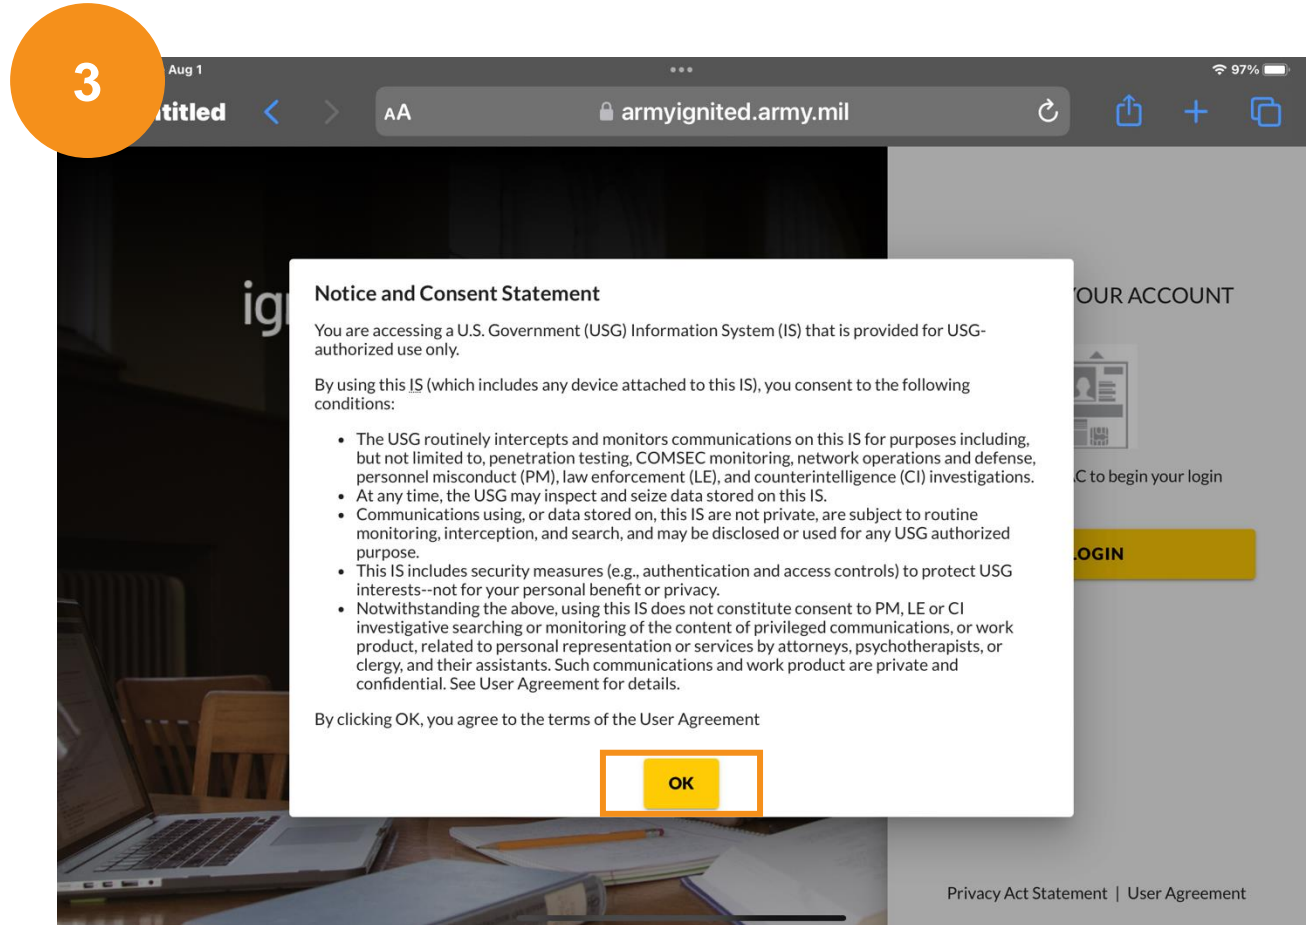 3
Aug 1
97%
titled
AA
armyignited.army.mil
ig
OUR ACCOUNT
Notice and Consent Statement
You are accessing a U.S. Government (USG) Information System (IS) that is provided for USG-
authorized use only.
By using this IS (which includes any device attached to this IS), you consent to the following
conditions:
• The USG routinely intercepts and monitors communications on this IS for purposes including,
but not limited to, penetration testing, COMSEC monitoring, network operations and defense,
personnel misconduct (PM), law enforcement (LE), and counterintelligence (CI) investigations.
• At any time, the USG may inspect and seize data stored on this IS.
• Communications using, or data stored on, this IS are not private, are subject to routine
monitoring, interception, and search, and may be disclosed or used for any USG authorized
purpose.
• This IS includes security measures (e.g., authentication and access controls) to protect USG
interests--not for your personal benefit or privacy.
• Notwithstanding the above, using this IS does not constitute consent to PM, LE or CI
investigative searching or monitoring of the content of privileged communications, or work
product, related to personal representation or services by attorneys, psychotherapists, or
clergy, and their assistants. Such communications and work product are private and
confidential. See User Agreement for details.
By clicking OK, you agree to the terms of the User Agreement
OK
C to begin your login
OGIN
Privacy Act Statement | User Agreement